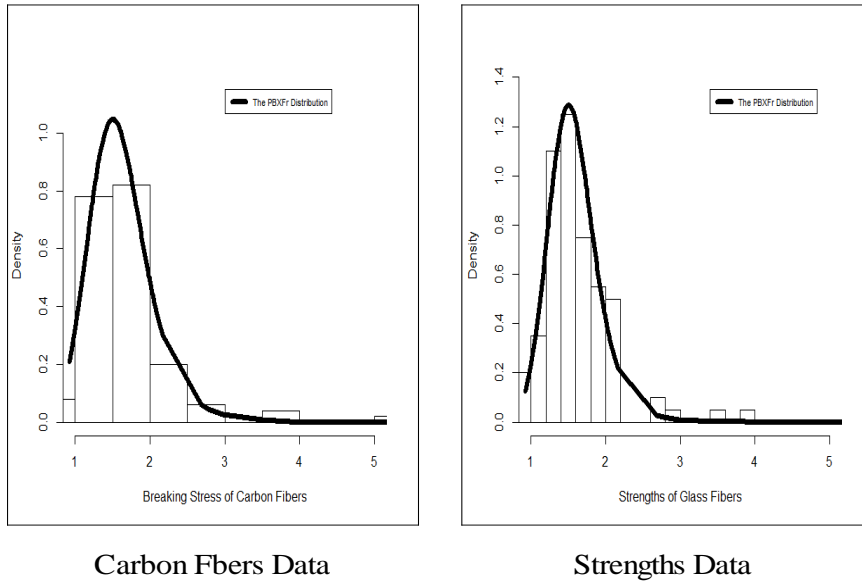 The PBXFr Distribution
Density
0.0 0.2 0.4 0.6 0.8 1.0
1 2 3 4 5
Breaking Stress of Carbon Fibers
Carbon Fbers Data
The PBXFr Distribution
Density
0.0 0.2 0.4 0.6 0.8 1.0 1.2 1.4
1 2 3 4 5
Strengths of Glass Fibers
Strengths Data